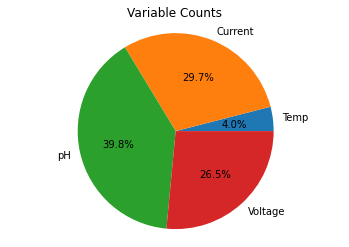 Variable Counts
Current
29.7%
Temp
4.0%
39.8%
pH
26.5%
Voltage